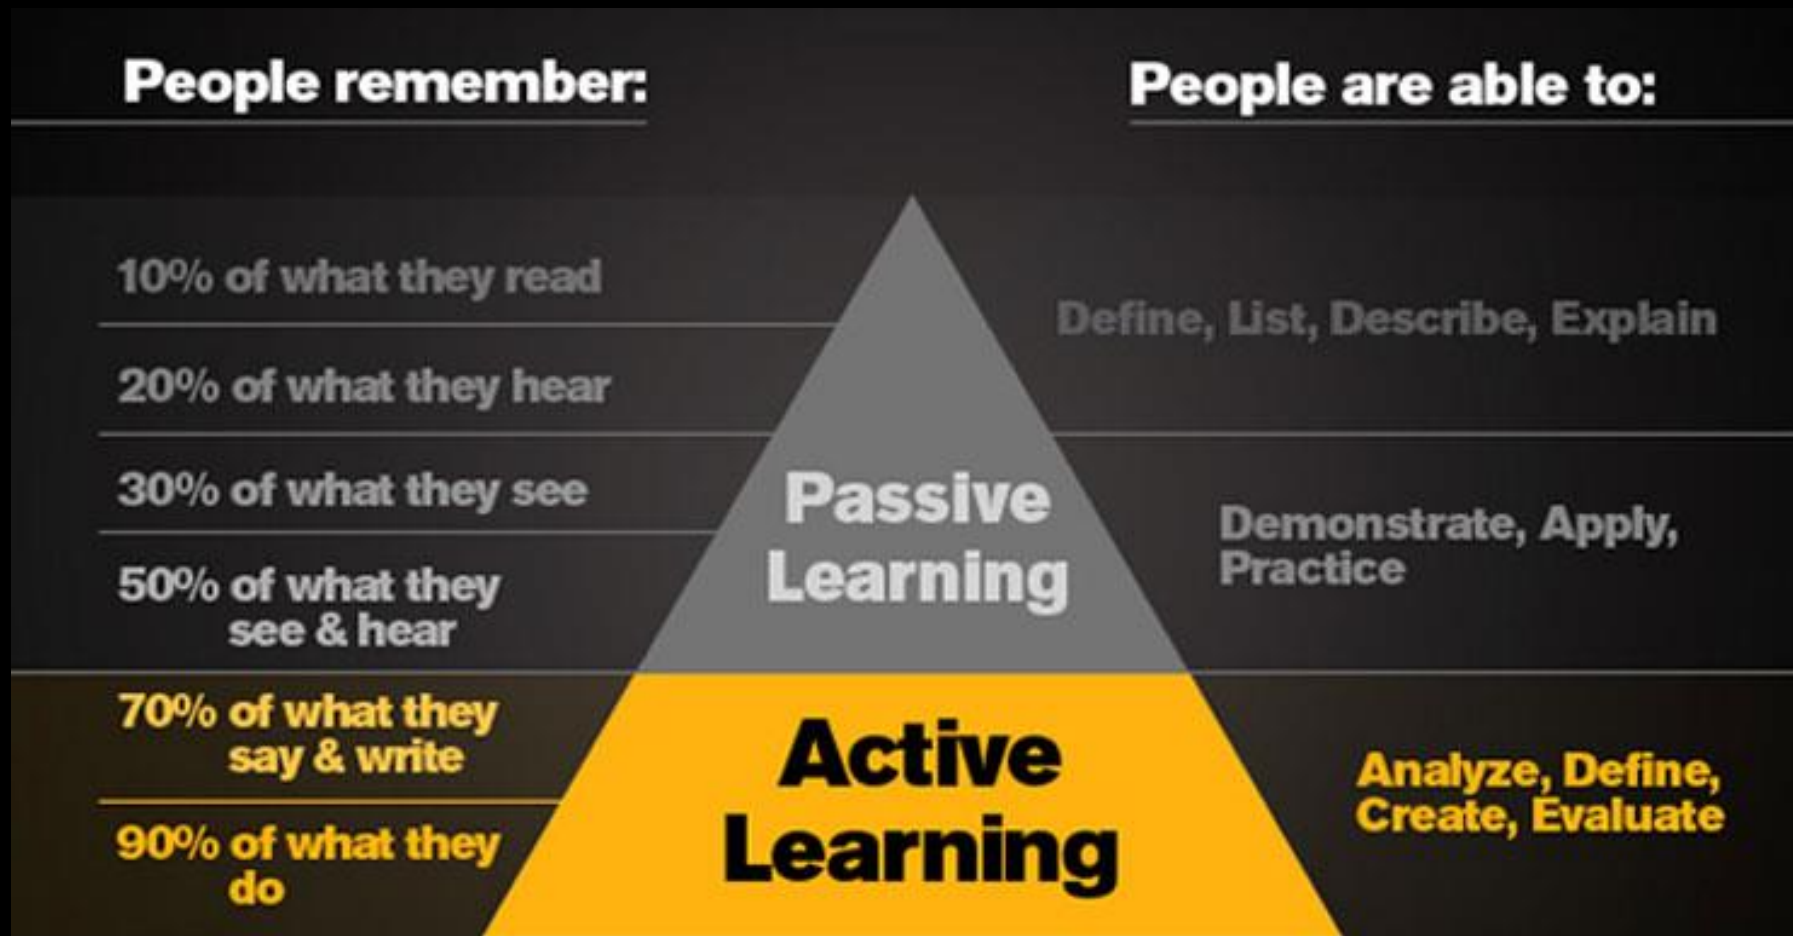 People remember:
People are able to:
10% of what they read
20% of what they hear
30% of what they see
50% of what they
see & hear
70% of what they
say & write
90% of what they
do
Passive
Learning
Active
Learning
Define, List, Describe, Explain
Demonstrate, Apply,
Practice
Analyze, Define,
Create, Evaluate